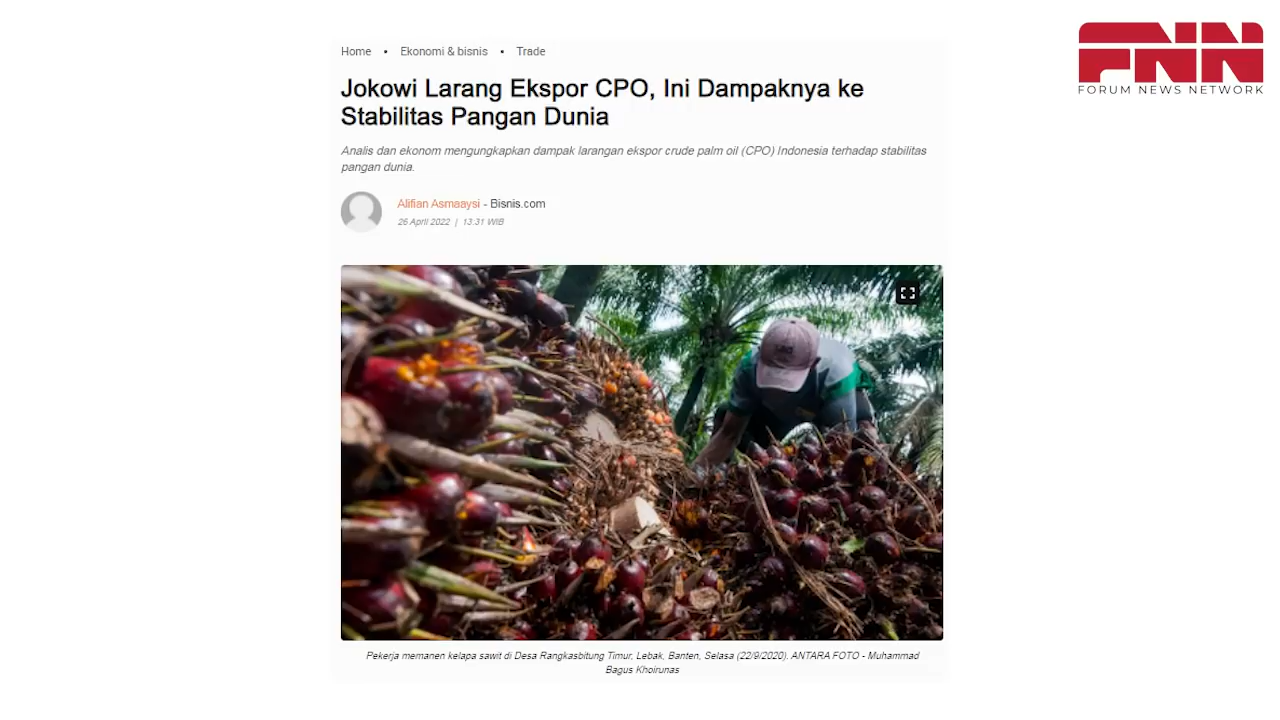 Home • Ekonomi & bisnis • Trade
FNN
FORUM NEWS NETWORK
Jokowi Larang Ekspor CPO, Ini Dampaknya ke
Stabilitas Pangan Dunia
Analis dan ekonom mengungkapkan dampak larangan ekspor crude palm oil (CPO) Indonesia terhadap stabilitas
pangan dunia.
Alifian Asmaaysi - Bisnis.com
26 April 2022 | 13:31 WIB
Pekerja memanen kelapa sawit di Desa Rangkasbitung Timur, Lebak, Banten, Selasa (22/9/2020). ANTARA FOTO - Muhammad
Bagus Khoirunas